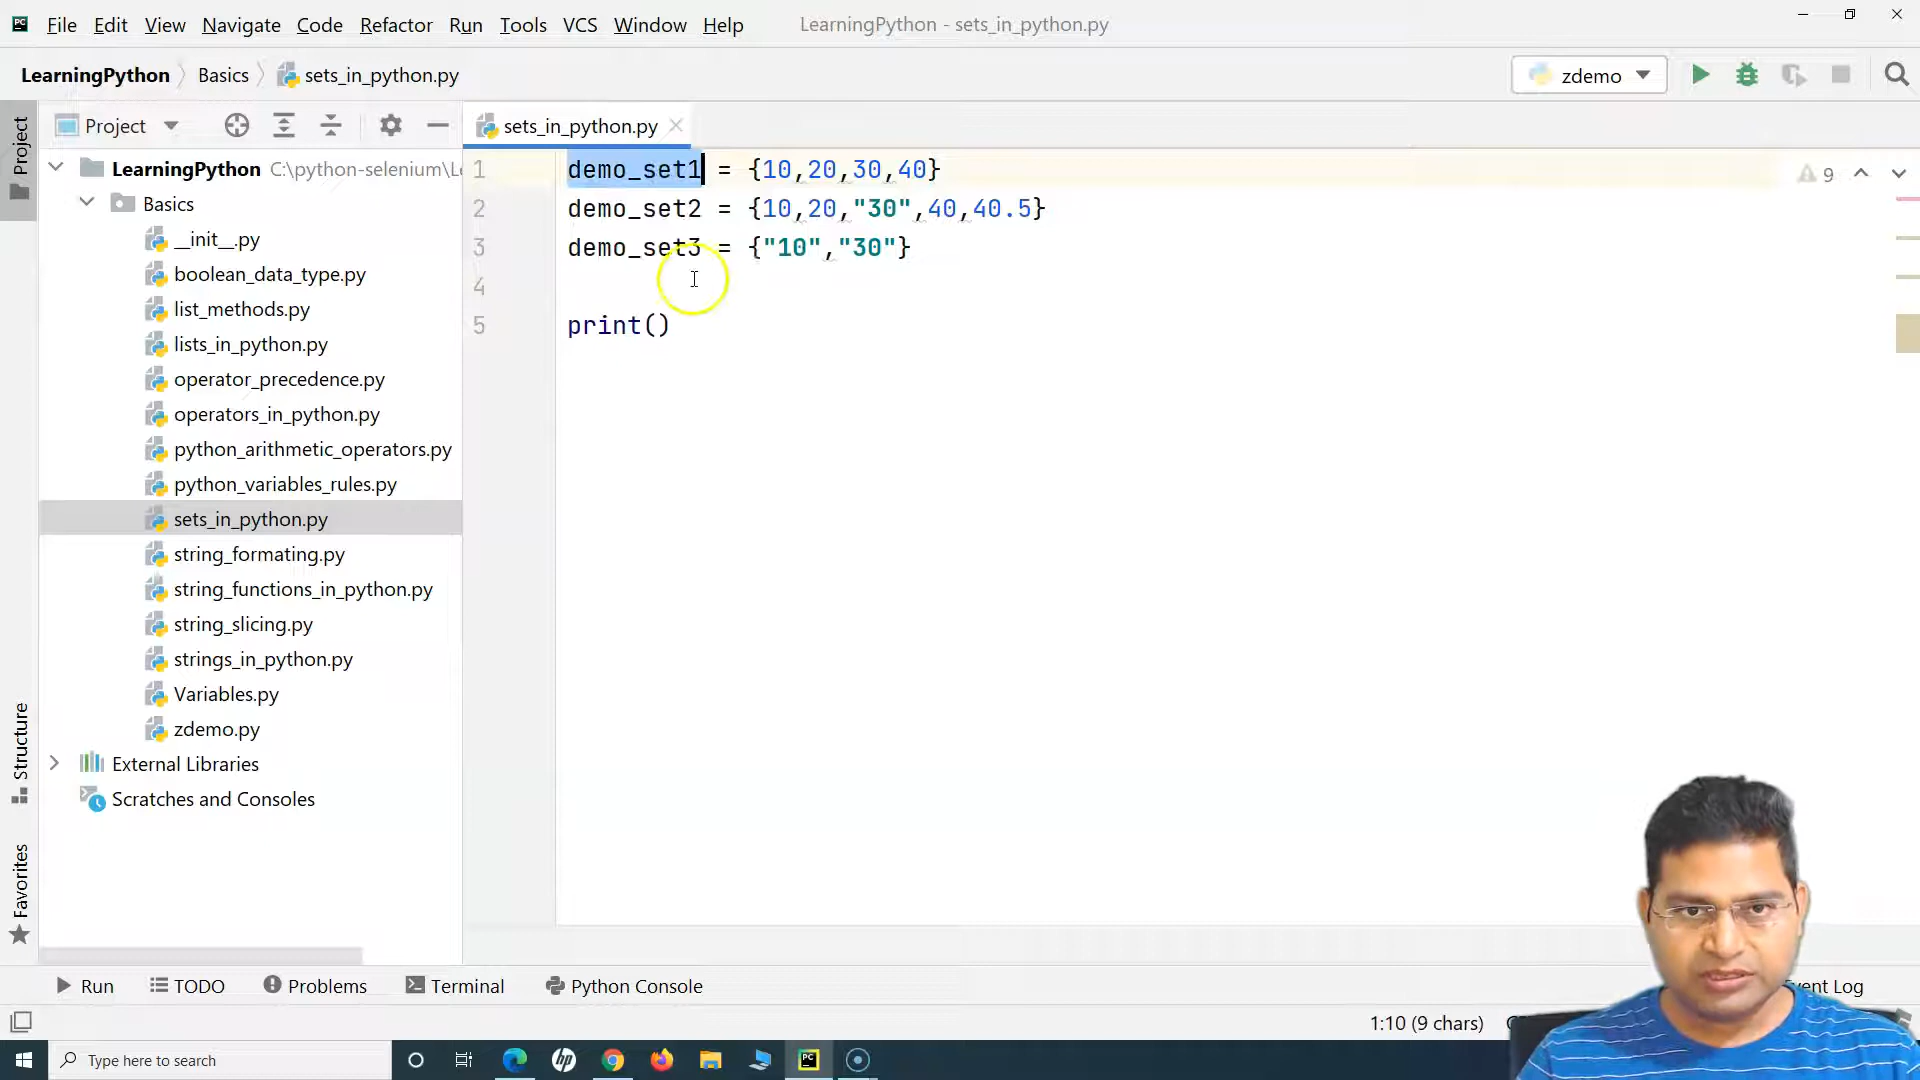 File Edit View Navigate Code Refactor Run Tools VCS Window Help LearningPython - sets_in_python.py
LearningPython Basics sets_in_python.py zdemo
Project sets_in_python.py
Project
LearningPython C:\python-selenium\Le
Basics
__init__.py
boolean_data_type.py
list_methods.py
lists_in_python.py
operator_precedence.py
operators_in_python.py
python_arithmetic_operators.py
python_variables_rules.py
sets_in_python.py
string_formating.py
string_functions_in_python.py
string_slicing.py
strings_in_python.py
Variables.py
zdemo.py
External Libraries
Scratches and Consoles
Structure
Favorites
1 demo_set1 = {10,20,30,40}
2 demo_set2 = {10,20,"30",40,40.5}
3 demo_set3 = {"10","30"}
4
5 print()
9
Run TODO Problems Terminal Python Console vent Log
1:10 (9 chars)
Type here to search
hp
PC